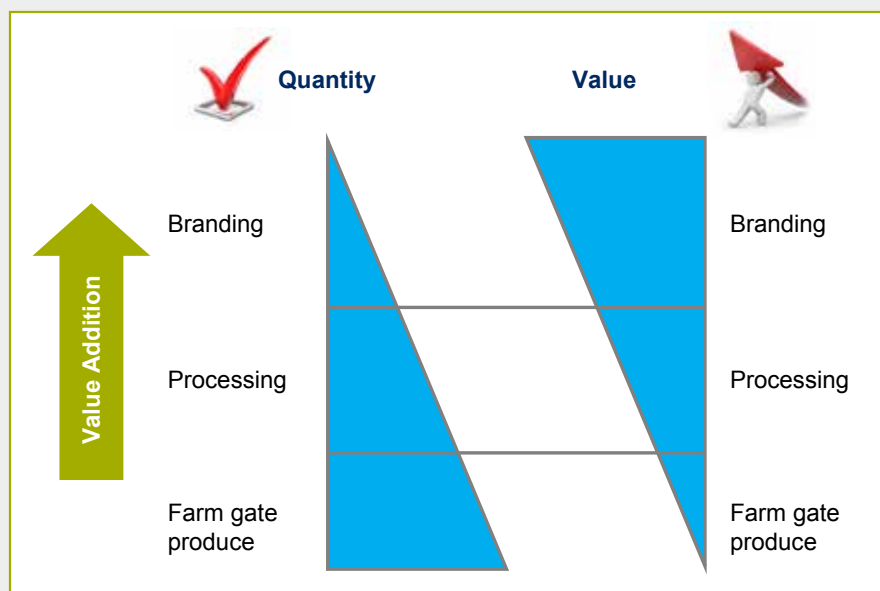 Quantity
Value
Branding
Branding
Value Addition
Processing
Processing
Farm gate
produce
Farm gate
produce